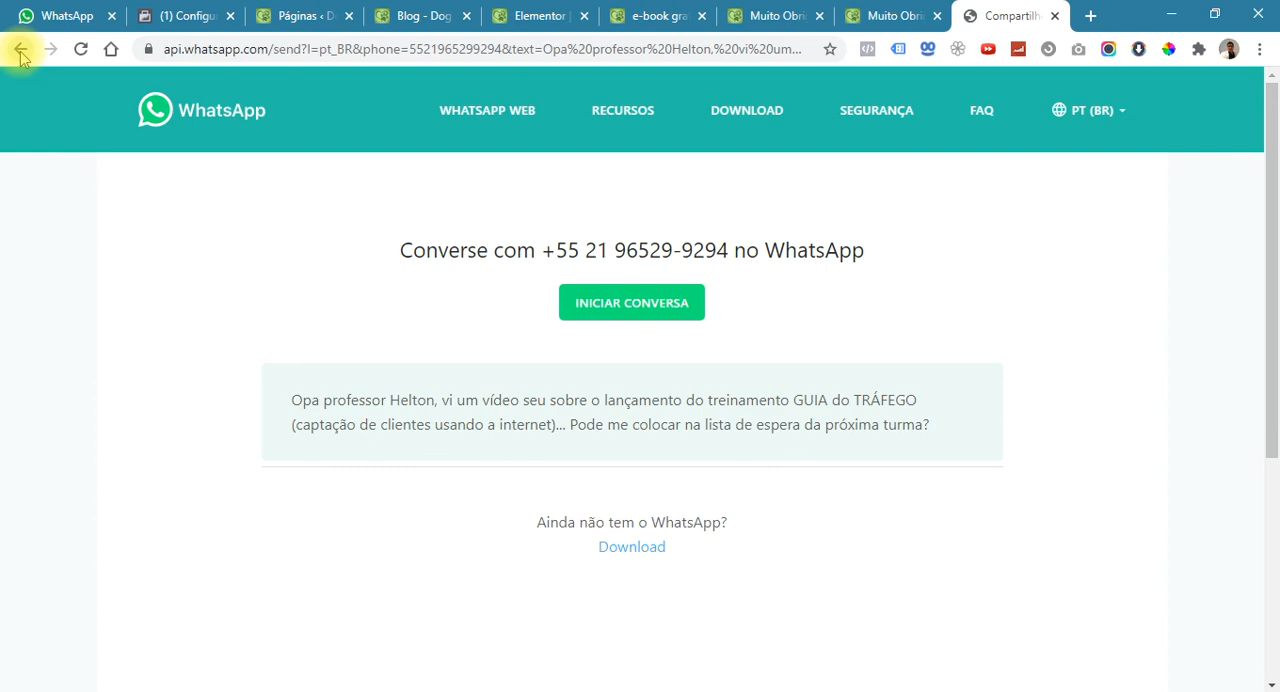 WhatsApp
(1) Configu
Páginas ‹ D
Blog - Dog
Elementor |
e-book gra
Muito Obri
Muito Obri
Compartilh
api.whatsapp.com/send?l=pt_BR&phone=5521965299294&text=Opa%20professor%20Helton,%20vi%20um...
WhatsApp
WHATSAPP WEB
RECURSOS
DOWNLOAD
SEGURANÇA
FAQ
PT (BR)
Converse com +55 21 96529-9294 no WhatsApp
INICIAR CONVERSA
Opa professor Helton, vi um vídeo seu sobre o lançamento do treinamento GUIA do TRÁFEGO
(captação de clientes usando a internet)... Pode me colocar na lista de espera da próxima turma?
Ainda não tem o WhatsApp?
Download